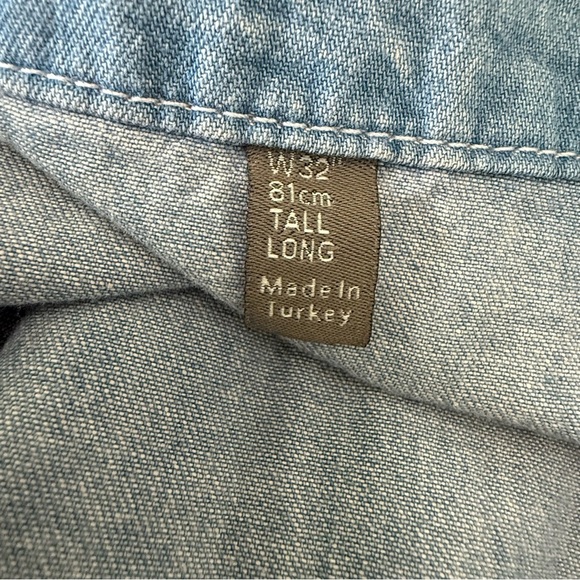 W32"
81cm
TALL
LONG
Made In
Turkey